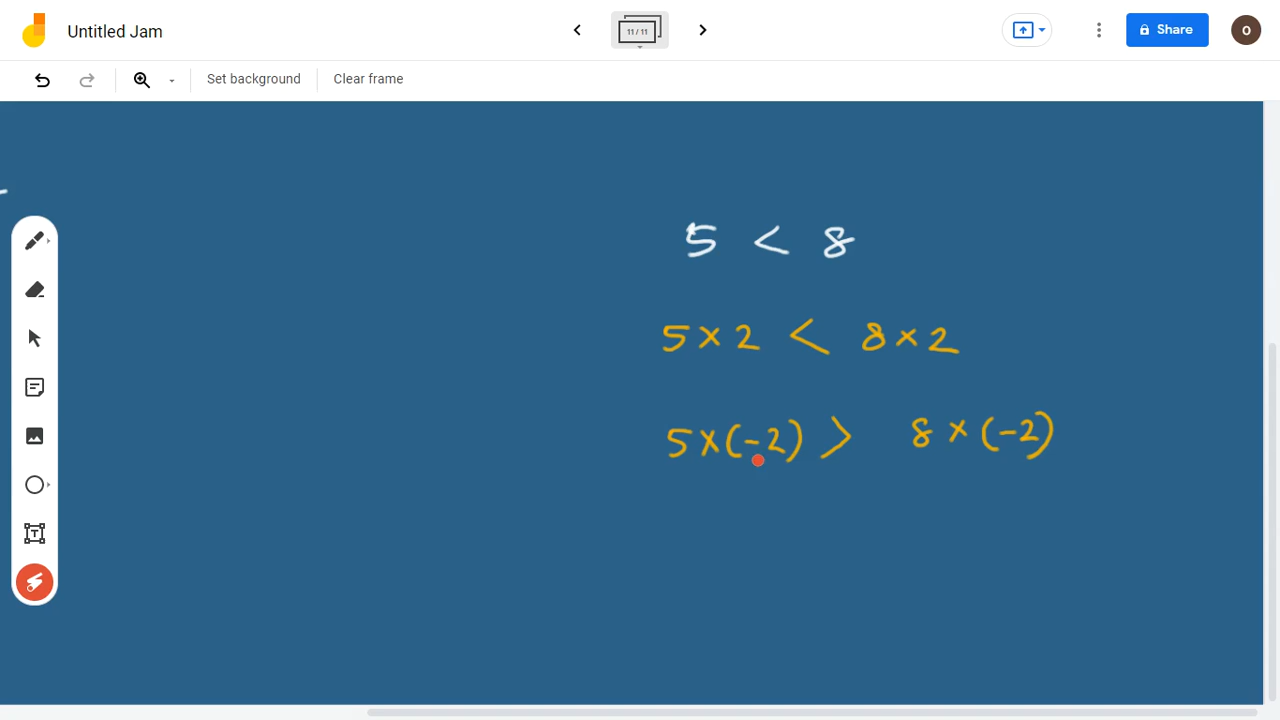 Untitled Jam
11 / 11
Share
O
Set background
Clear frame
5 < 8
5 × 2 < 8 × 2
5 × (-2) > 8 × (-2)
T